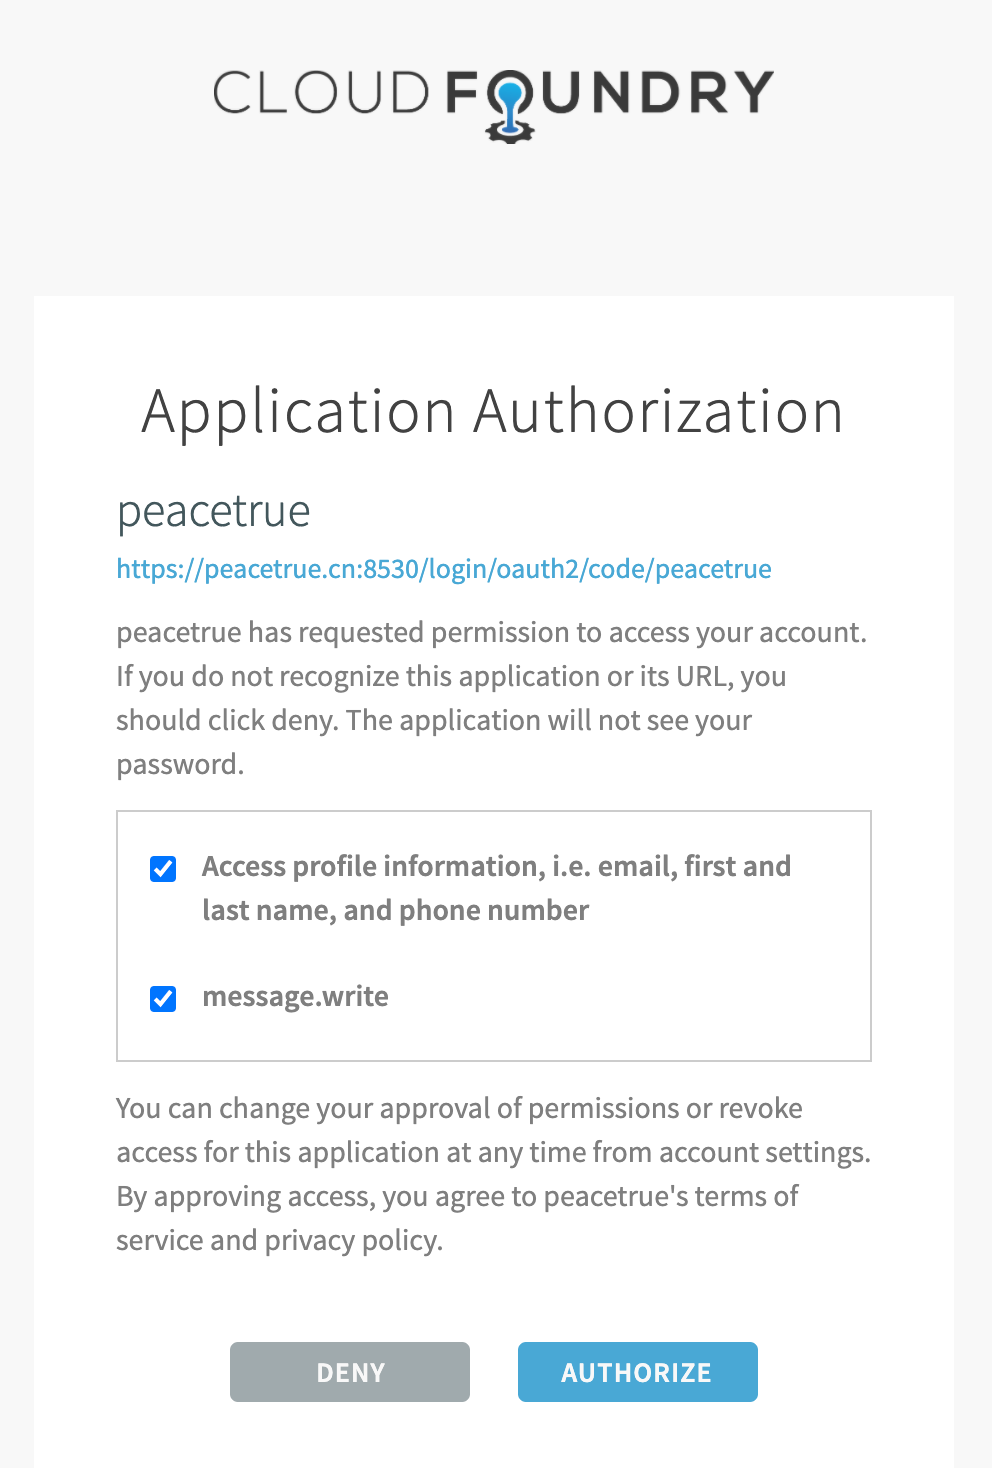 CLOUD FOUNDRY
Application Authorization
peacetrue
https://peacetrue.cn:8530/login/oauth2/code/peacetrue
peacetrue has requested permission to access your account.
If you do not recognize this application or its URL, you
should click deny. The application will not see your
password.
Access profile information, i.e. email, first and
last name, and phone number
message.write
You can change your approval of permissions or revoke
access for this application at any time from account settings.
By approving access, you agree to peacetrue's terms of
service and privacy policy.
DENY
AUTHORIZE